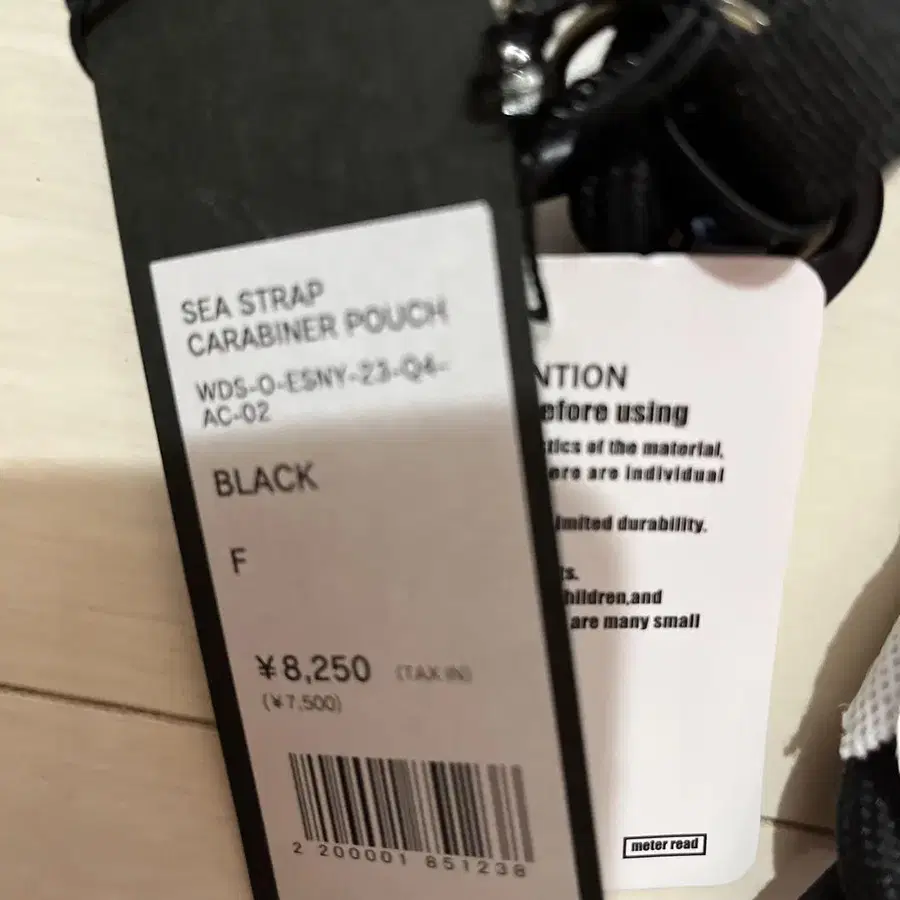 SEA STRAP
CARABINER POUCH
WDS-O-ESNY-23-Q4-
AC-02
BLACK
F
¥8,250 (TAX IN)
(¥7,500)
2 200001 851238
NTION
efore using
tics of the material,
ere are individual
imited durability.
s.
hildren,and
are many small
meter read